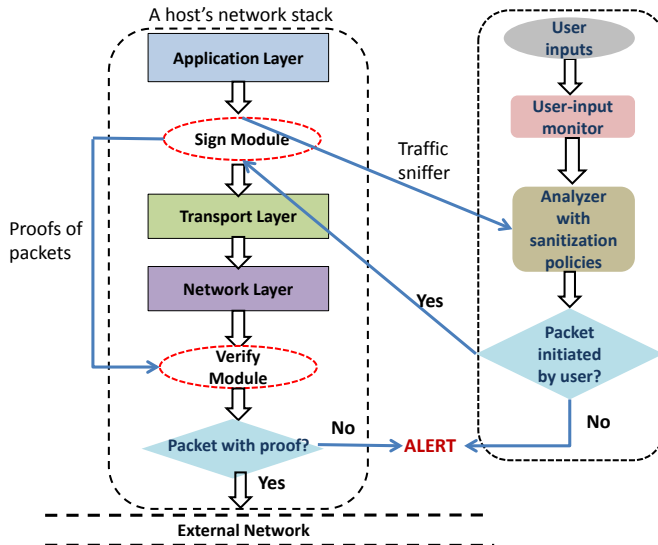 A host's network stack
Application Layer
Sign Module
Proofs of
packets
Transport Layer
Network Layer
Verify
Module
Packet with proof?
No
Yes
External Network
Traffic
sniffer
Yes
ALERT
User
inputs
User-input
monitor
Analyzer
with
sanitization
policies
Packet
initiated
by user?
No